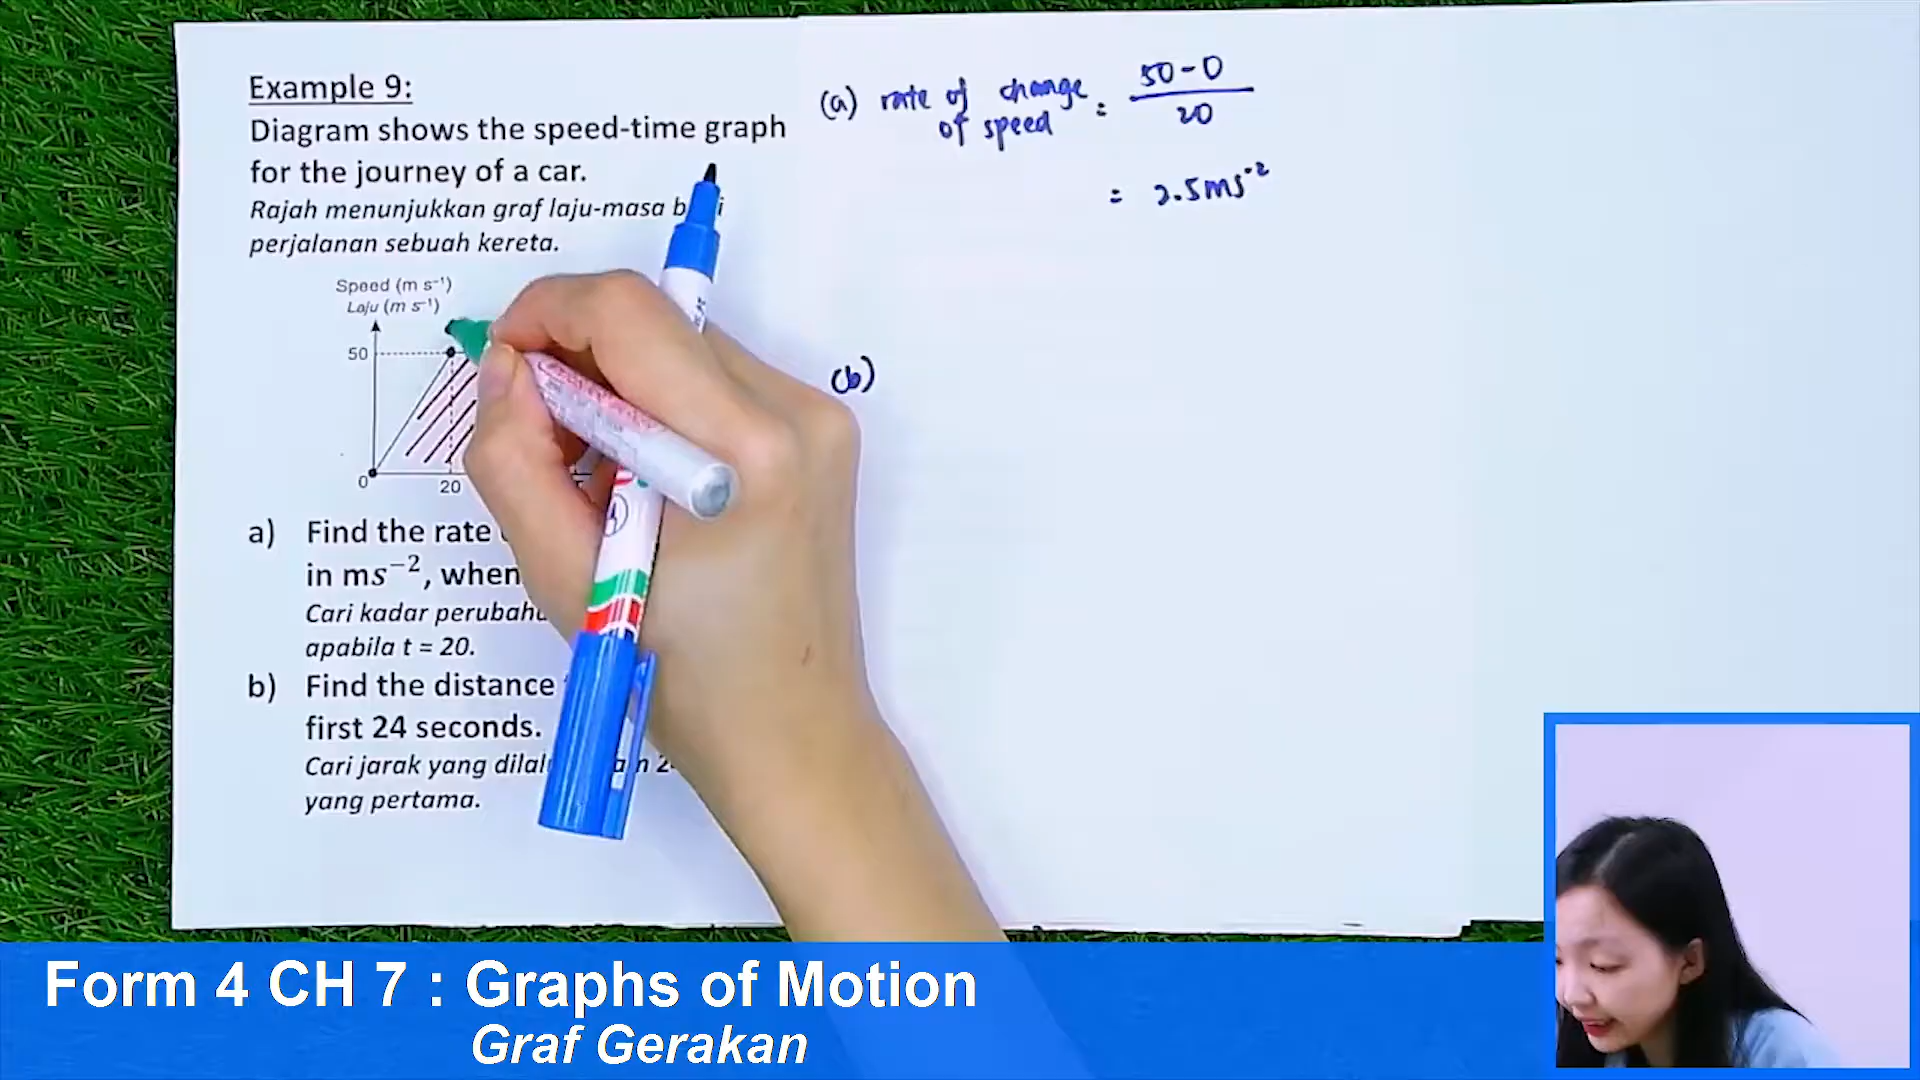 Example 9:
Diagram shows the speed-time graph
for the journey of a car.
Rajah menunjukkan graf laju-masa
perjalanan sebuah kereta.
Speed (m s⁻¹)
Laju (m s⁻¹)
50
0
20
a) Find the rate
in ms⁻², when
Cari kadar
apabila t = 20.
b) Find the distance
first 24 seconds.
Cari jarak yang
yang pertama.
(a) rate of change of speed = 50-0 / 20
= 2.5ms⁻²
(b)
Form 4 CH 7 : Graphs of Motion
Graf Gerakan